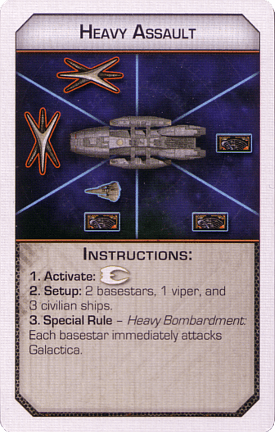 HEAVY ASSAULT
INSTRUCTIONS:
1. Activate:
2. Setup: 2 basestars, 1 viper, and
3 civilian ships.
3. Special Rule – Heavy Bombardment:
Each basestar immediately attacks
Galactica.